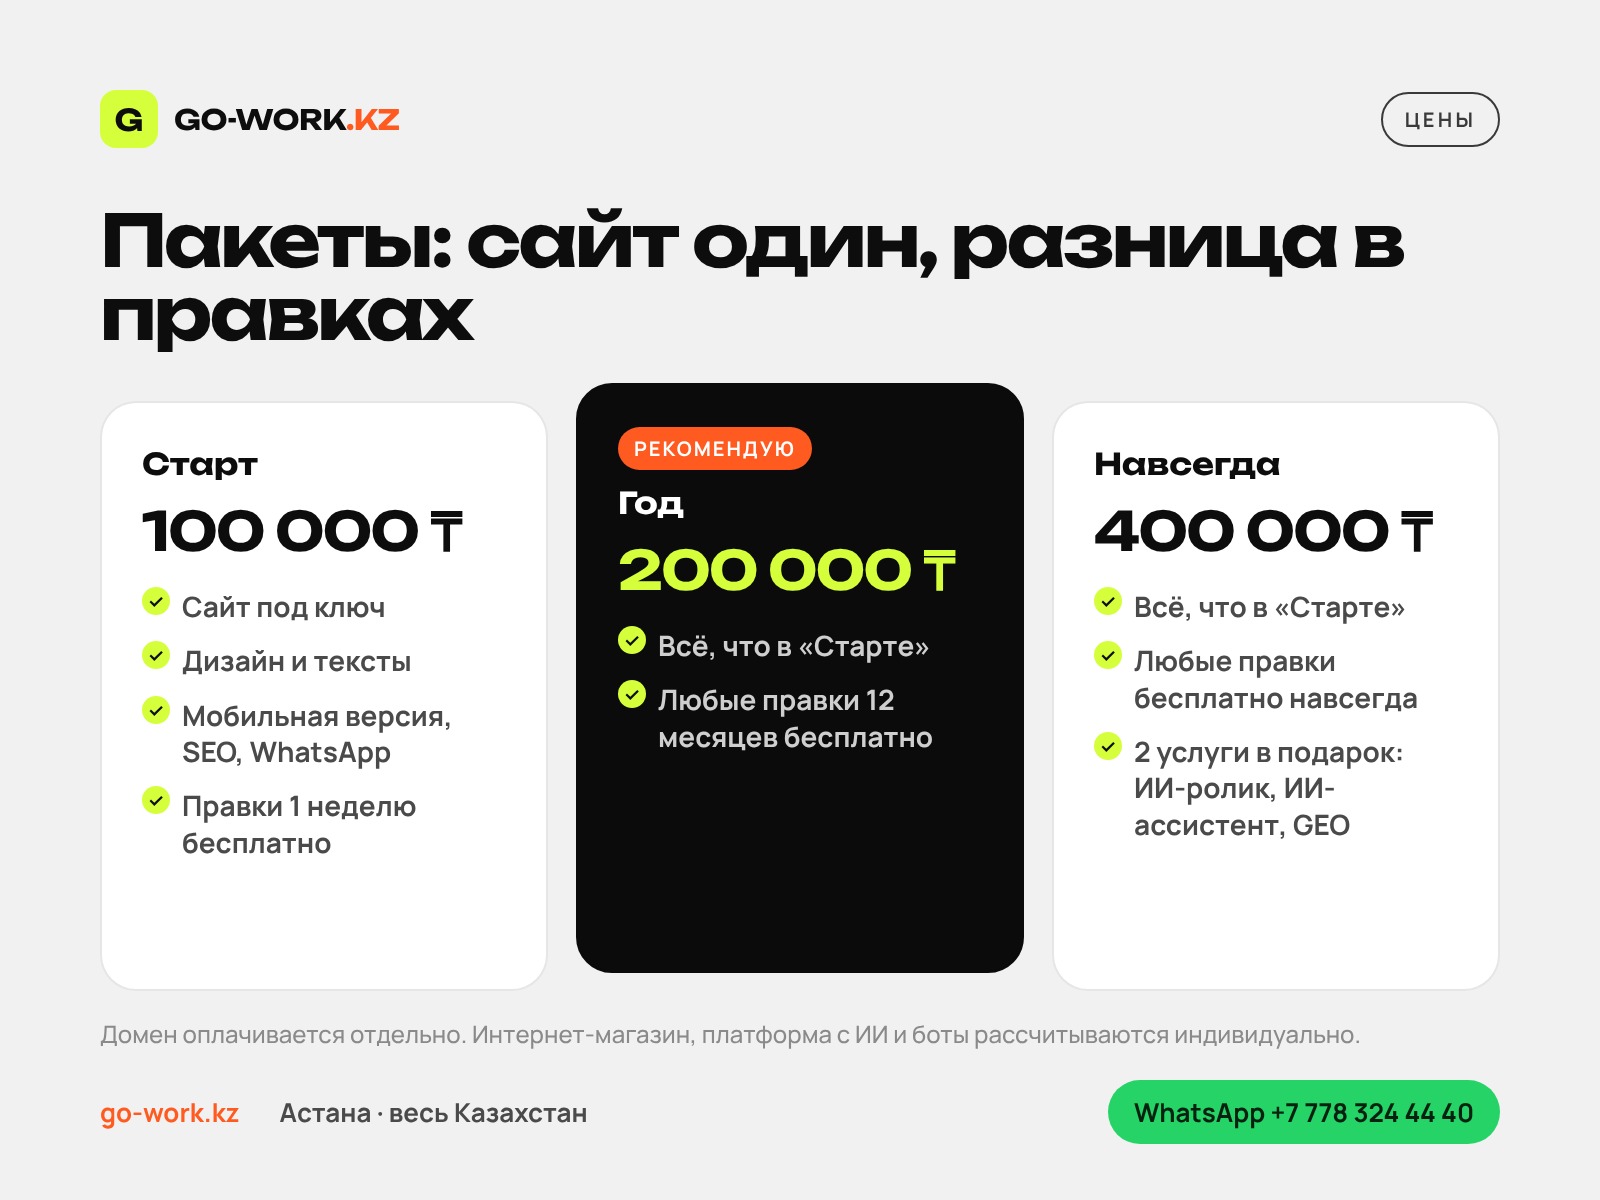 G GO-WORK.KZ
ЦЕНЫ
Пакеты: сайт один, разница в
правках
Старт
100 000 ₸
Сайт под ключ
Дизайн и тексты
Мобильная версия,
SEO, WhatsApp
Правки 1 неделю
бесплатно
РЕКОМЕНДУЮ
Год
200 000 ₸
Всё, что в «Старте»
Любые правки 12
месяцев бесплатно
Навсегда
400 000 ₸
Всё, что в «Старте»
Любые правки
бесплатно навсегда
2 услуги в подарок:
ИИ-ролик, ИИ-
ассистент, GEO
Домен оплачивается отдельно. Интернет-магазин, платформа с ИИ и боты рассчитываются индивидуально.
go-work.kz Астана · весь Казахстан
WhatsApp +7 778 324 44 40